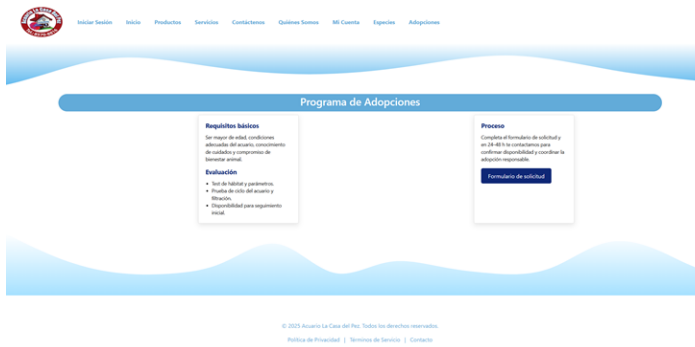 Iniciar Sesión Inicio Productos Servicios Contáctenos Quiénes Somos Mi Cuenta Especies Adopciones
Programa de Adopciones
Requisitos básicos
Ser mayor de edad, condiciones
adecuadas del acuario, conocimiento
de cuidados y compromiso de
bienestar animal.
Evaluación
Test de hábitat y parámetros.
Prueba de ciclo del acuario y
filtración.
Disponibilidad para seguimiento
inicial.
Proceso
Completa el formulario de solicitud y
en 24–48 h te contactamos para
confirmar disponibilidad y coordinar la
adopción responsable.
Formulario de solicitud
© 2025 Acuario La Casa del Pez. Todos los derechos reservados.
Política de Privacidad | Términos de Servicio | Contacto